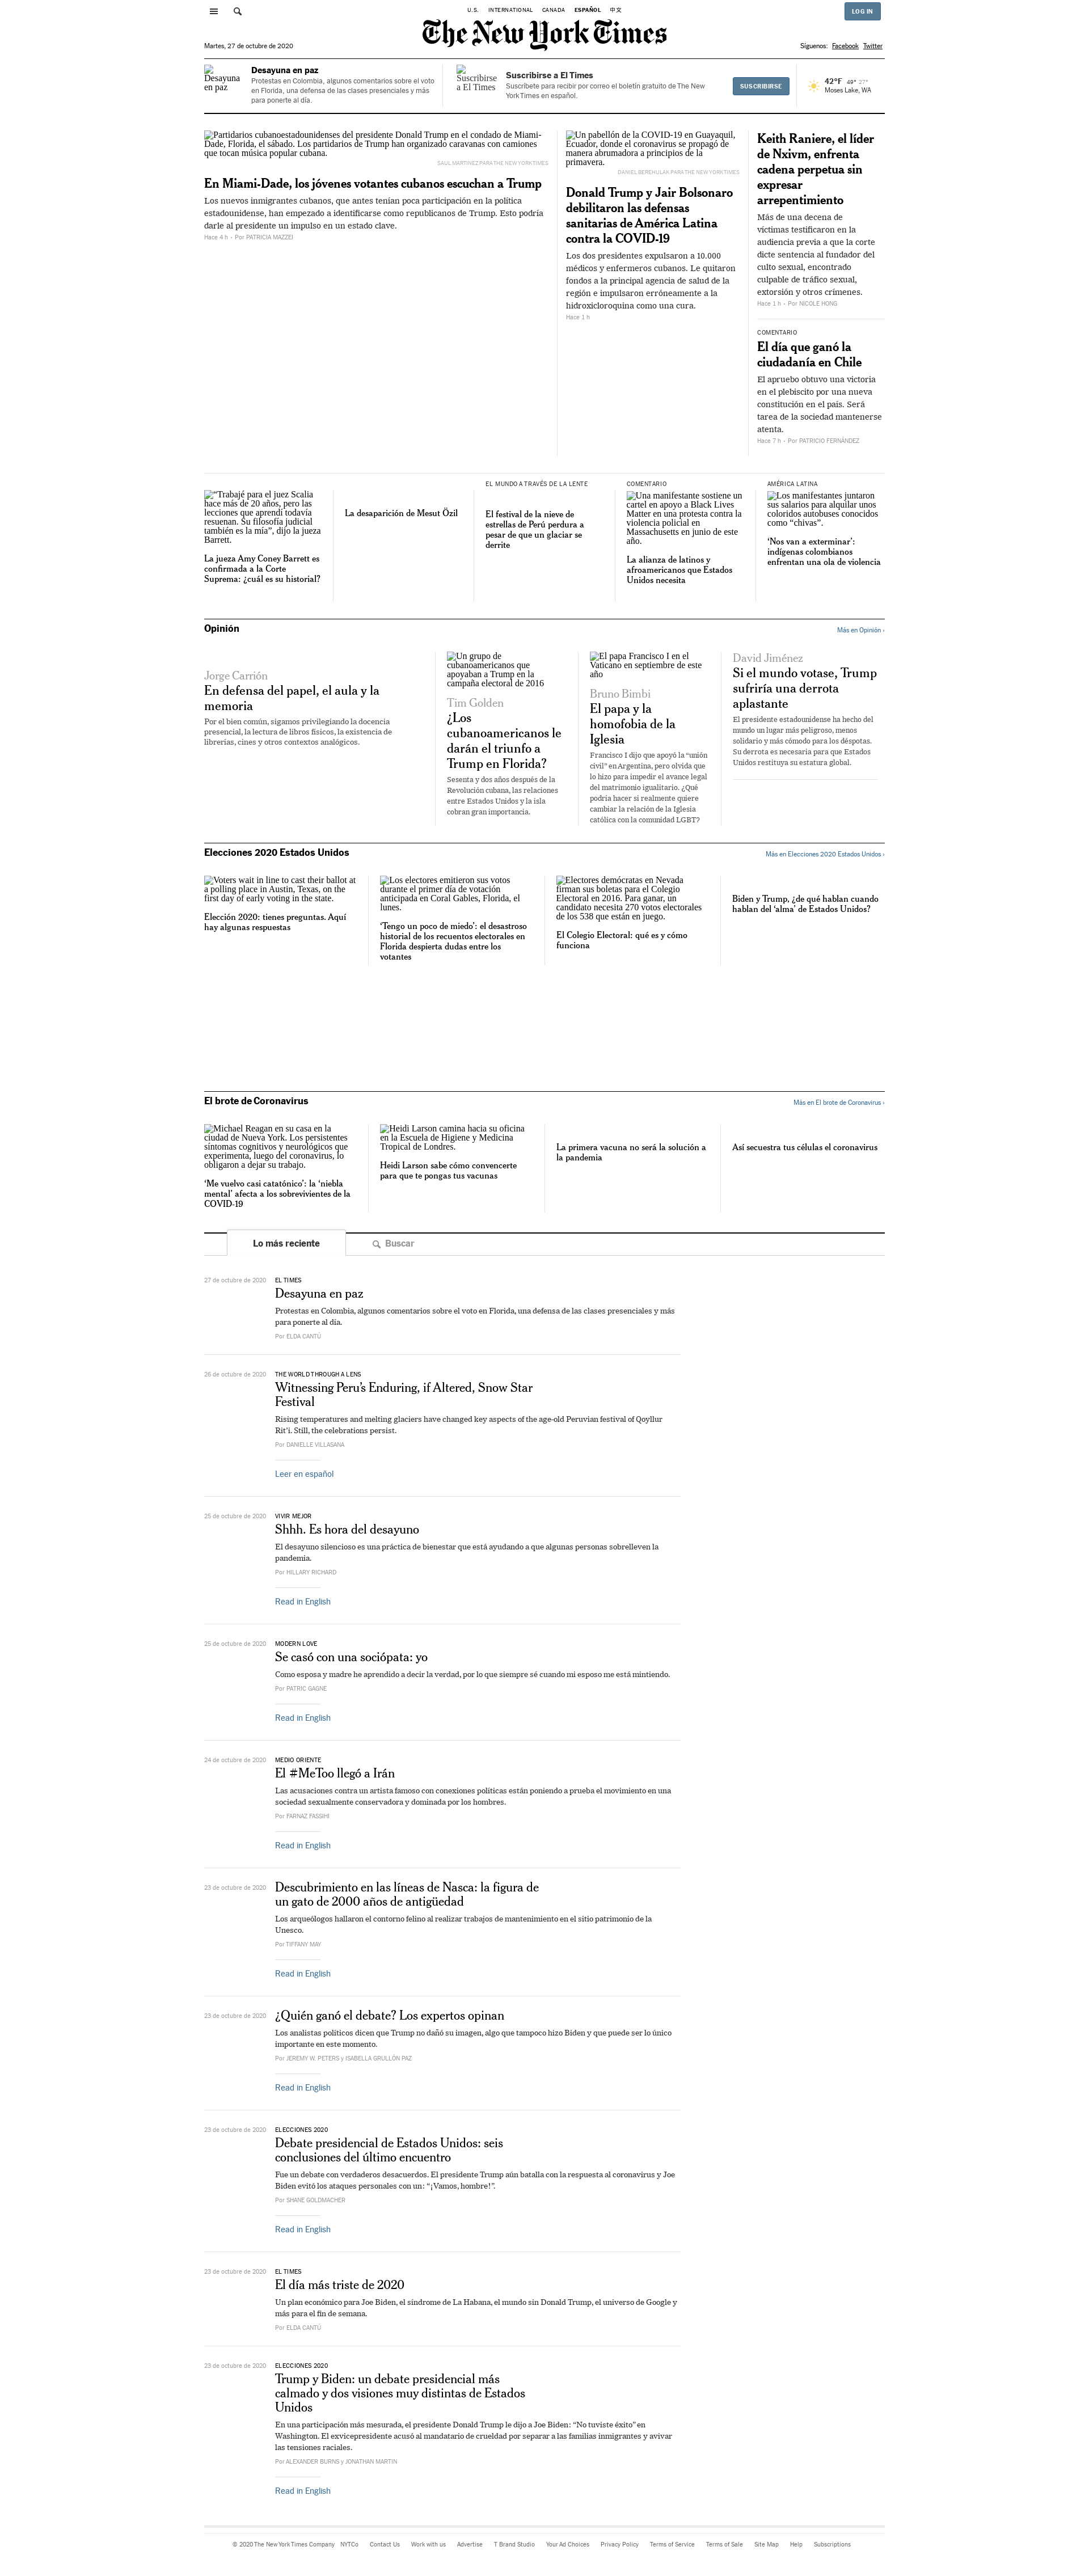 U.S. INTERNATIONAL CANADA ESPAÑOL 中文
LOG IN
The New York Times
Martes, 27 de octubre de 2020
Síguenos: Facebook Twitter
Desayuna en paz
Desayuna en paz
Protestas en Colombia, algunos comentarios sobre el voto
en Florida, una defensa de las clases presenciales y más
para ponerte al día.
Suscribirse
a El Times
Suscribirse a El Times
Suscríbete para recibir por correo el boletín gratuito de The New
York Times en español.
SUSCRIBIRSE
42°F 49° 27°
Moses Lake, WA
Partidarios cubanoestadounidenses del presidente Donald Trump en el condado de Miami-
Dade, Florida, el sábado. Los partidarios de Trump han organizado caravanas con camiones
que tocan música popular cubana.
SAUL MARTINEZ PARA THE NEW YORK TIMES
En Miami-Dade, los jóvenes votantes cubanos escuchan a Trump
Los nuevos inmigrantes cubanos, que antes tenían poca participación en la política
estadounidense, han empezado a identificarse como republicanos de Trump. Esto podría
darle al presidente un impulso en un estado clave.
Hace 4 h · Por PATRICIA MAZZEI
Un pabellón de la COVID-19 en Guayaquil,
Ecuador, donde el coronavirus se propagó de
manera abrumadora a principios de la
primavera.
DANIEL BEREHULAK PARA THE NEW YORK TIMES
Donald Trump y Jair Bolsonaro
debilitaron las defensas
sanitarias de América Latina
contra la COVID-19
Los dos presidentes expulsaron a 10.000
médicos y enfermeros cubanos. Le quitaron
fondos a la principal agencia de salud de la
región e impulsaron erróneamente a la
hidroxicloroquina como una cura.
Hace 1 h
Keith Raniere, el líder
de Nxivm, enfrenta
cadena perpetua sin
expresar
arrepentimiento
Más de una decena de
víctimas testificaron en la
audiencia previa a que la corte
dicte sentencia al fundador del
culto sexual, encontrado
culpable de tráfico sexual,
extorsión y otros crímenes.
Hace 1 h · Por NICOLE HONG
COMENTARIO
El día que ganó la
ciudadanía en Chile
El apruebo obtuvo una victoria
en el plebiscito por una nueva
constitución en el país. Será
tarea de la sociedad mantenerse
atenta.
Hace 7 h · Por PATRICIO FERNÁNDEZ
“Trabajé para el juez Scalia
hace más de 20 años, pero las
lecciones que aprendí todavía
resuenan. Su filosofía judicial
también es la mía”, dijo la jueza
Barrett.
La jueza Amy Coney Barrett es
confirmada a la Corte
Suprema: ¿cuál es su historial?
La desaparición de Mesut Özil
EL MUNDO A TRAVÉS DE LA LENTE
El festival de la nieve de
estrellas de Perú perdura a
pesar de que un glaciar se
derrite
COMENTARIO
Una manifestante sostiene un
cartel en apoyo a Black Lives
Matter en una protesta contra la
violencia policial en
Massachusetts en junio de este
año.
La alianza de latinos y
afroamericanos que Estados
Unidos necesita
AMÉRICA LATINA
Los manifestantes juntaron
sus salarios para alquilar unos
coloridos autobuses conocidos
como “chivas”.
‘Nos van a exterminar’:
indígenas colombianos
enfrentan una ola de violencia
Opinión
Más en Opinión ›
Jorge Carrión
En defensa del papel, el aula y la
memoria
Por el bien común, sigamos privilegiando la docencia
presencial, la lectura de libros físicos, la existencia de
librerías, cines y otros contextos analógicos.
Un grupo de
cubanoamericanos que
apoyaban a Trump en la
campaña electoral de 2016
Tim Golden
¿Los
cubanoamericanos le
darán el triunfo a
Trump en Florida?
Sesenta y dos años después de la
Revolución cubana, las relaciones
entre Estados Unidos y la isla
cobran gran importancia.
El papa Francisco I en el
Vaticano en septiembre de este
año
Bruno Bimbi
El papa y la
homofobia de la
Iglesia
Francisco I dijo que apoyó la “unión
civil” en Argentina, pero olvida que
lo hizo para impedir el avance legal
del matrimonio igualitario. ¿Qué
podría hacer si realmente quiere
cambiar la relación de la Iglesia
católica con la comunidad LGBT?
David Jiménez
Si el mundo votase, Trump
sufriría una derrota
aplastante
El presidente estadounidense ha hecho del
mundo un lugar más peligroso, menos
solidario y más cómodo para los déspotas.
Su derrota es necesaria para que Estados
Unidos restituya su estatura global.
Elecciones 2020 Estados Unidos
Más en Elecciones 2020 Estados Unidos ›
Voters wait in line to cast their ballot at
a polling place in Austin, Texas, on the
first day of early voting in the state.
Elección 2020: tienes preguntas. Aquí
hay algunas respuestas
Los electores emitieron sus votos
durante el primer día de votación
anticipada en Coral Gables, Florida, el
lunes.
‘Tengo un poco de miedo’: el desastroso
historial de los recuentos electorales en
Florida despierta dudas entre los
votantes
Electores demócratas en Nevada
firman sus boletas para el Colegio
Electoral en 2016. Para ganar, un
candidato necesita 270 votos electorales
de los 538 que están en juego.
El Colegio Electoral: qué es y cómo
funciona
Biden y Trump, ¿de qué hablan cuando
hablan del ‘alma’ de Estados Unidos?
El brote de Coronavirus
Más en El brote de Coronavirus ›
Michael Reagan en su casa en la
ciudad de Nueva York. Los persistentes
síntomas cognitivos y neurológicos que
experimenta, luego del coronavirus, lo
obligaron a dejar su trabajo.
‘Me vuelvo casi catatónico’: la ‘niebla
mental’ afecta a los sobrevivientes de la
COVID-19
Heidi Larson camina hacia su oficina
en la Escuela de Higiene y Medicina
Tropical de Londres.
Heidi Larson sabe cómo convencerte
para que te pongas tus vacunas
La primera vacuna no será la solución a
la pandemia
Así secuestra tus células el coronavirus
Lo más reciente
Buscar
27 de octubre de 2020
EL TIMES
Desayuna en paz
Protestas en Colombia, algunos comentarios sobre el voto en Florida, una defensa de las clases presenciales y más
para ponerte al día.
Por ELDA CANTÚ
26 de octubre de 2020
THE WORLD THROUGH A LENS
Witnessing Peru’s Enduring, if Altered, Snow Star
Festival
Rising temperatures and melting glaciers have changed key aspects of the age-old Peruvian festival of Qoyllur
Rit’i. Still, the celebrations persist.
Por DANIELLE VILLASANA
Leer en español
25 de octubre de 2020
VIVIR MEJOR
Shhh. Es hora del desayuno
El desayuno silencioso es una práctica de bienestar que está ayudando a que algunas personas sobrelleven la
pandemia.
Por HILLARY RICHARD
Read in English
25 de octubre de 2020
MODERN LOVE
Se casó con una sociópata: yo
Como esposa y madre he aprendido a decir la verdad, por lo que siempre sé cuando mi esposo me está mintiendo.
Por PATRIC GAGNE
Read in English
24 de octubre de 2020
MEDIO ORIENTE
El #MeToo llegó a Irán
Las acusaciones contra un artista famoso con conexiones políticas están poniendo a prueba el movimiento en una
sociedad sexualmente conservadora y dominada por los hombres.
Por FARNAZ FASSIHI
Read in English
23 de octubre de 2020
Descubrimiento en las líneas de Nasca: la figura de
un gato de 2000 años de antigüedad
Los arqueólogos hallaron el contorno felino al realizar trabajos de mantenimiento en el sitio patrimonio de la
Unesco.
Por TIFFANY MAY
Read in English
23 de octubre de 2020
¿Quién ganó el debate? Los expertos opinan
Los analistas políticos dicen que Trump no dañó su imagen, algo que tampoco hizo Biden y que puede ser lo único
importante en este momento.
Por JEREMY W. PETERS y ISABELLA GRULLÓN PAZ
Read in English
23 de octubre de 2020
ELECCIONES 2020
Debate presidencial de Estados Unidos: seis
conclusiones del último encuentro
Fue un debate con verdaderos desacuerdos. El presidente Trump aún batalla con la respuesta al coronavirus y Joe
Biden evitó los ataques personales con un: “¡Vamos, hombre!”.
Por SHANE GOLDMACHER
Read in English
23 de octubre de 2020
EL TIMES
El día más triste de 2020
Un plan económico para Joe Biden, el síndrome de La Habana, el mundo sin Donald Trump, el universo de Google y
más para el fin de semana.
Por ELDA CANTÚ
23 de octubre de 2020
ELECCIONES 2020
Trump y Biden: un debate presidencial más
calmado y dos visiones muy distintas de Estados
Unidos
En una participación más mesurada, el presidente Donald Trump le dijo a Joe Biden: “No tuviste éxito” en
Washington. El exvicepresidente acusó al mandatario de crueldad por separar a las familias inmigrantes y avivar
las tensiones raciales.
Por ALEXANDER BURNS y JONATHAN MARTIN
Read in English
© 2020 The New York Times Company NYTCo Contact Us Work with us Advertise T Brand Studio Your Ad Choices Privacy Policy Terms of Service Terms of Sale Site Map Help Subscriptions